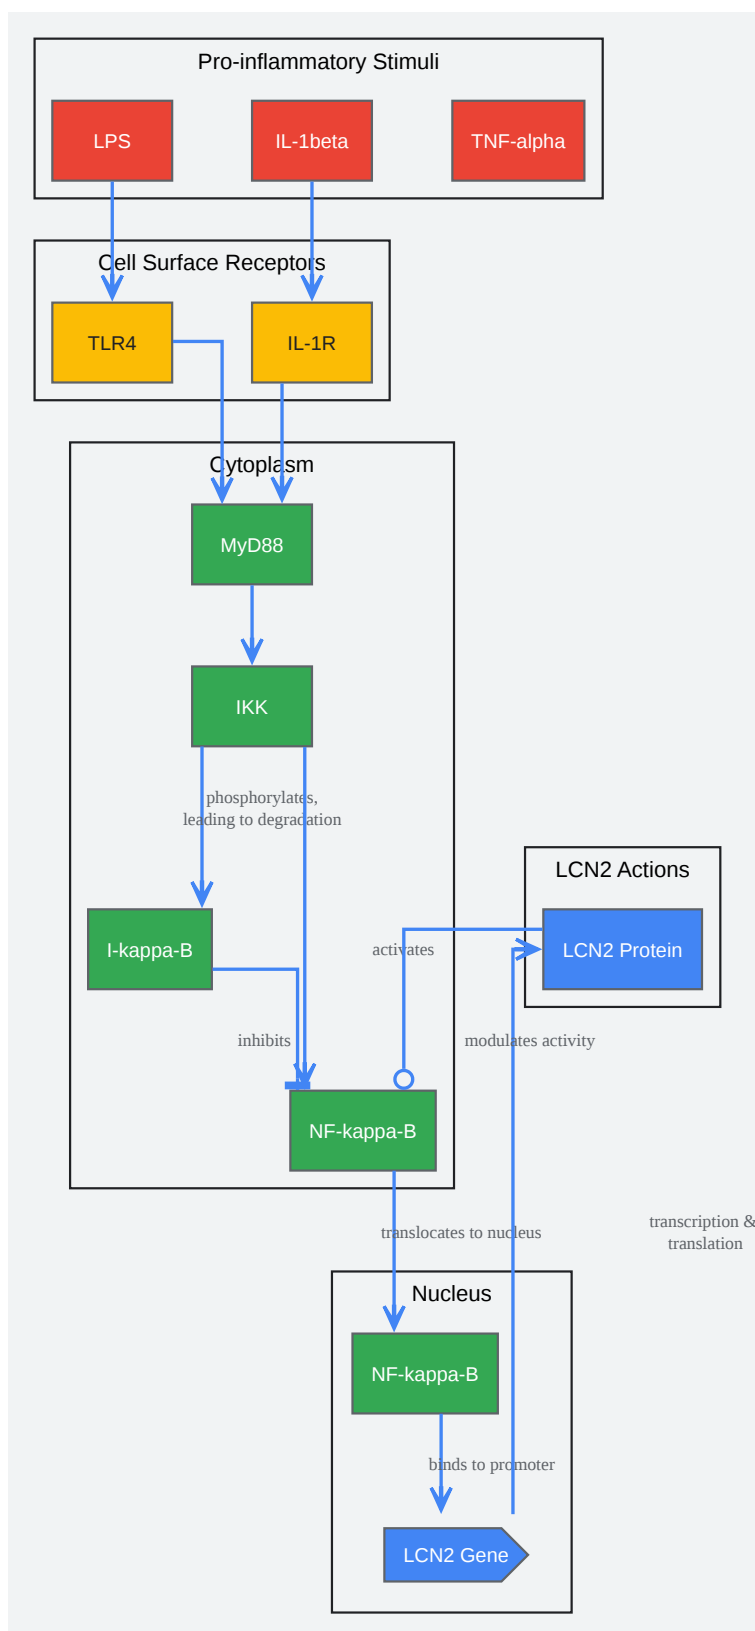 Pro-inflammatory Stimuli
LPS
IL-1beta
TNF-alpha
Cell Surface Receptors
TLR4
IL-1R
Cytoplasm
MyD88
IKK
phosphorylates,
leading to degradation
LCN2 Actions
I-kappa-B
activates
LCN2 Protein
inhibits
modulates activity
NF-kappa-B
translocates to nucleus
transcription &
translation
Nucleus
NF-kappa-B
binds to promoter
LCN2 Gene